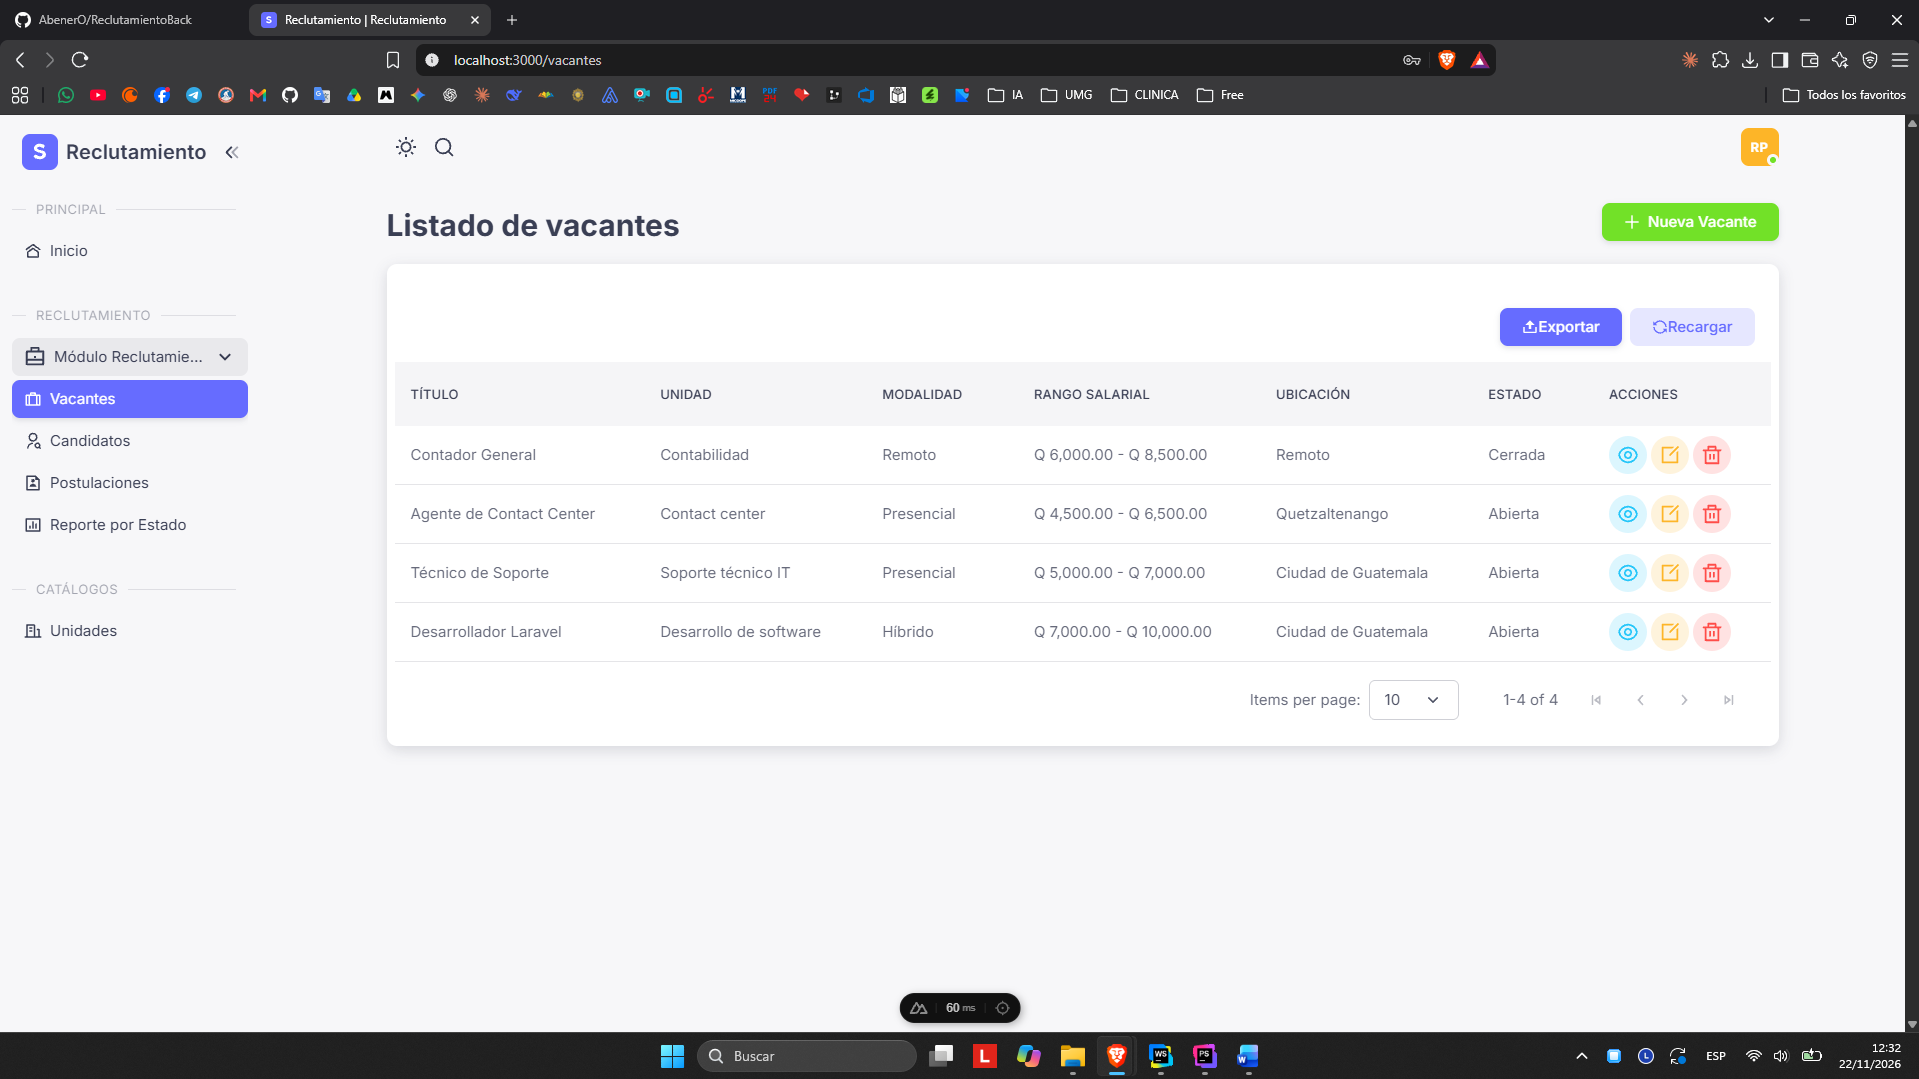 AbenerO/ReclutamientoBack
Reclutamiento | Reclutamiento
localhost:3000/vacantes
IA
UMG
CLINICA
Free
Todos los favoritos
S Reclutamiento
RP
PRINCIPAL
Inicio
RECLUTAMIENTO
Módulo Reclutamie...
Vacantes
Candidatos
Postulaciones
Reporte por Estado
CATÁLOGOS
Unidades
Listado de vacantes
Nueva Vacante
Exportar Recargar
TÍTULO UNIDAD MODALIDAD RANGO SALARIAL UBICACIÓN ESTADO ACCIONES
Contador General Contabilidad Remoto Q 6,000.00 - Q 8,500.00 Remoto Cerrada
Agente de Contact Center Contact center Presencial Q 4,500.00 - Q 6,500.00 Quetzaltenango Abierta
Técnico de Soporte Soporte técnico IT Presencial Q 5,000.00 - Q 7,000.00 Ciudad de Guatemala Abierta
Desarrollador Laravel Desarrollo de software Híbrido Q 7,000.00 - Q 10,000.00 Ciudad de Guatemala Abierta
Items per page: 10 1-4 of 4
60 ms
Buscar
ESP
12:32
22/11/2026